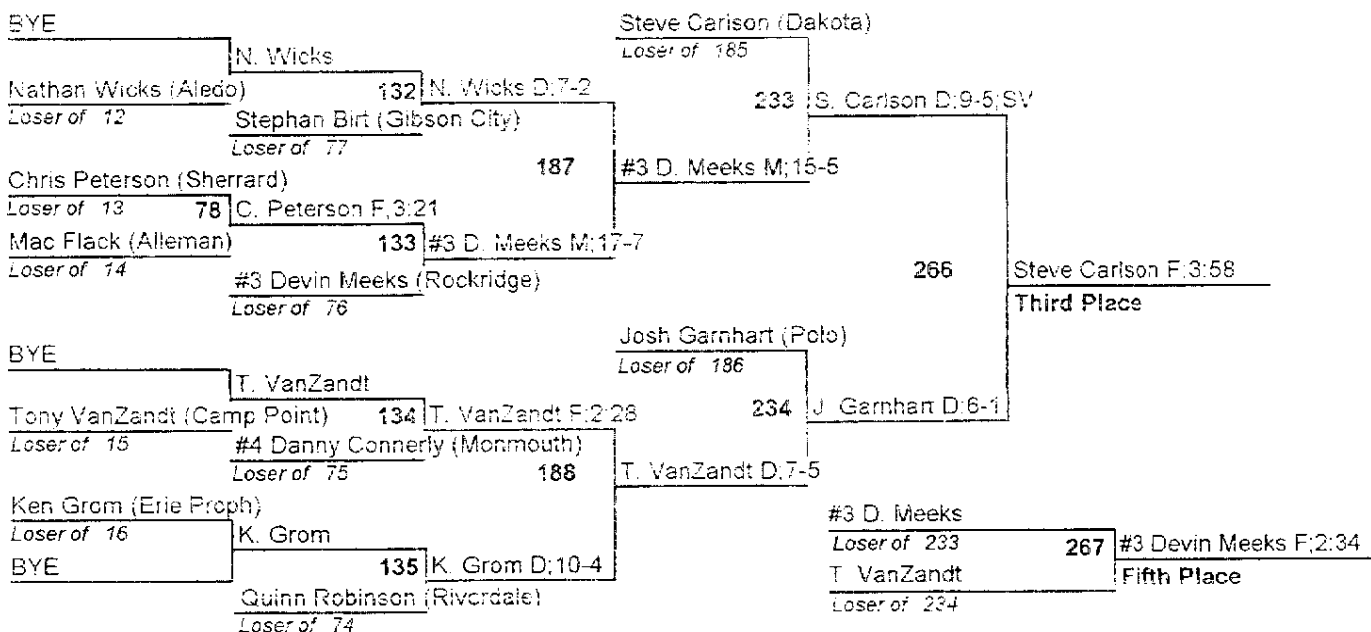 BYE
N. Wicks
Nathan Wicks (Aledo)
Loser of 12
132
N. Wicks D;7-2
Stephan Birt (Gibson City)
Loser of 77
187
#3 D. Meeks M;15-5
Chris Peterson (Sherrard)
Loser of 13
78
C. Peterson F;3:21
Mac Flack (Alleman)
Loser of 14
133
#3 D. Meeks M;17-7
#3 Devin Meeks (Rockridge)
Loser of 76
Steve Carlson (Dakota)
Loser of 185
233
S. Carlson D;9-5;SV
266
Steve Carlson F;3:58
Third Place
BYE
T. VanZandt
Tony VanZandt (Camp Point)
Loser of 15
134
T. VanZandt F;2:28
#4 Danny Connerly (Monmouth)
Loser of 75
188
T. VanZandt D;7-5
Ken Grom (Erie Proph)
Loser of 16
K. Grom
BYE
135
K. Grom D;10-4
Quinn Robinson (Riverdale)
Loser of 74
Josh Garnhart (Polo)
Loser of 186
234
J Garnhart D;6-1
#3 D. Meeks
Loser of 233
267
#3 Devin Meeks F;2:34
T VanZandt
Fifth Place
Loser of 234